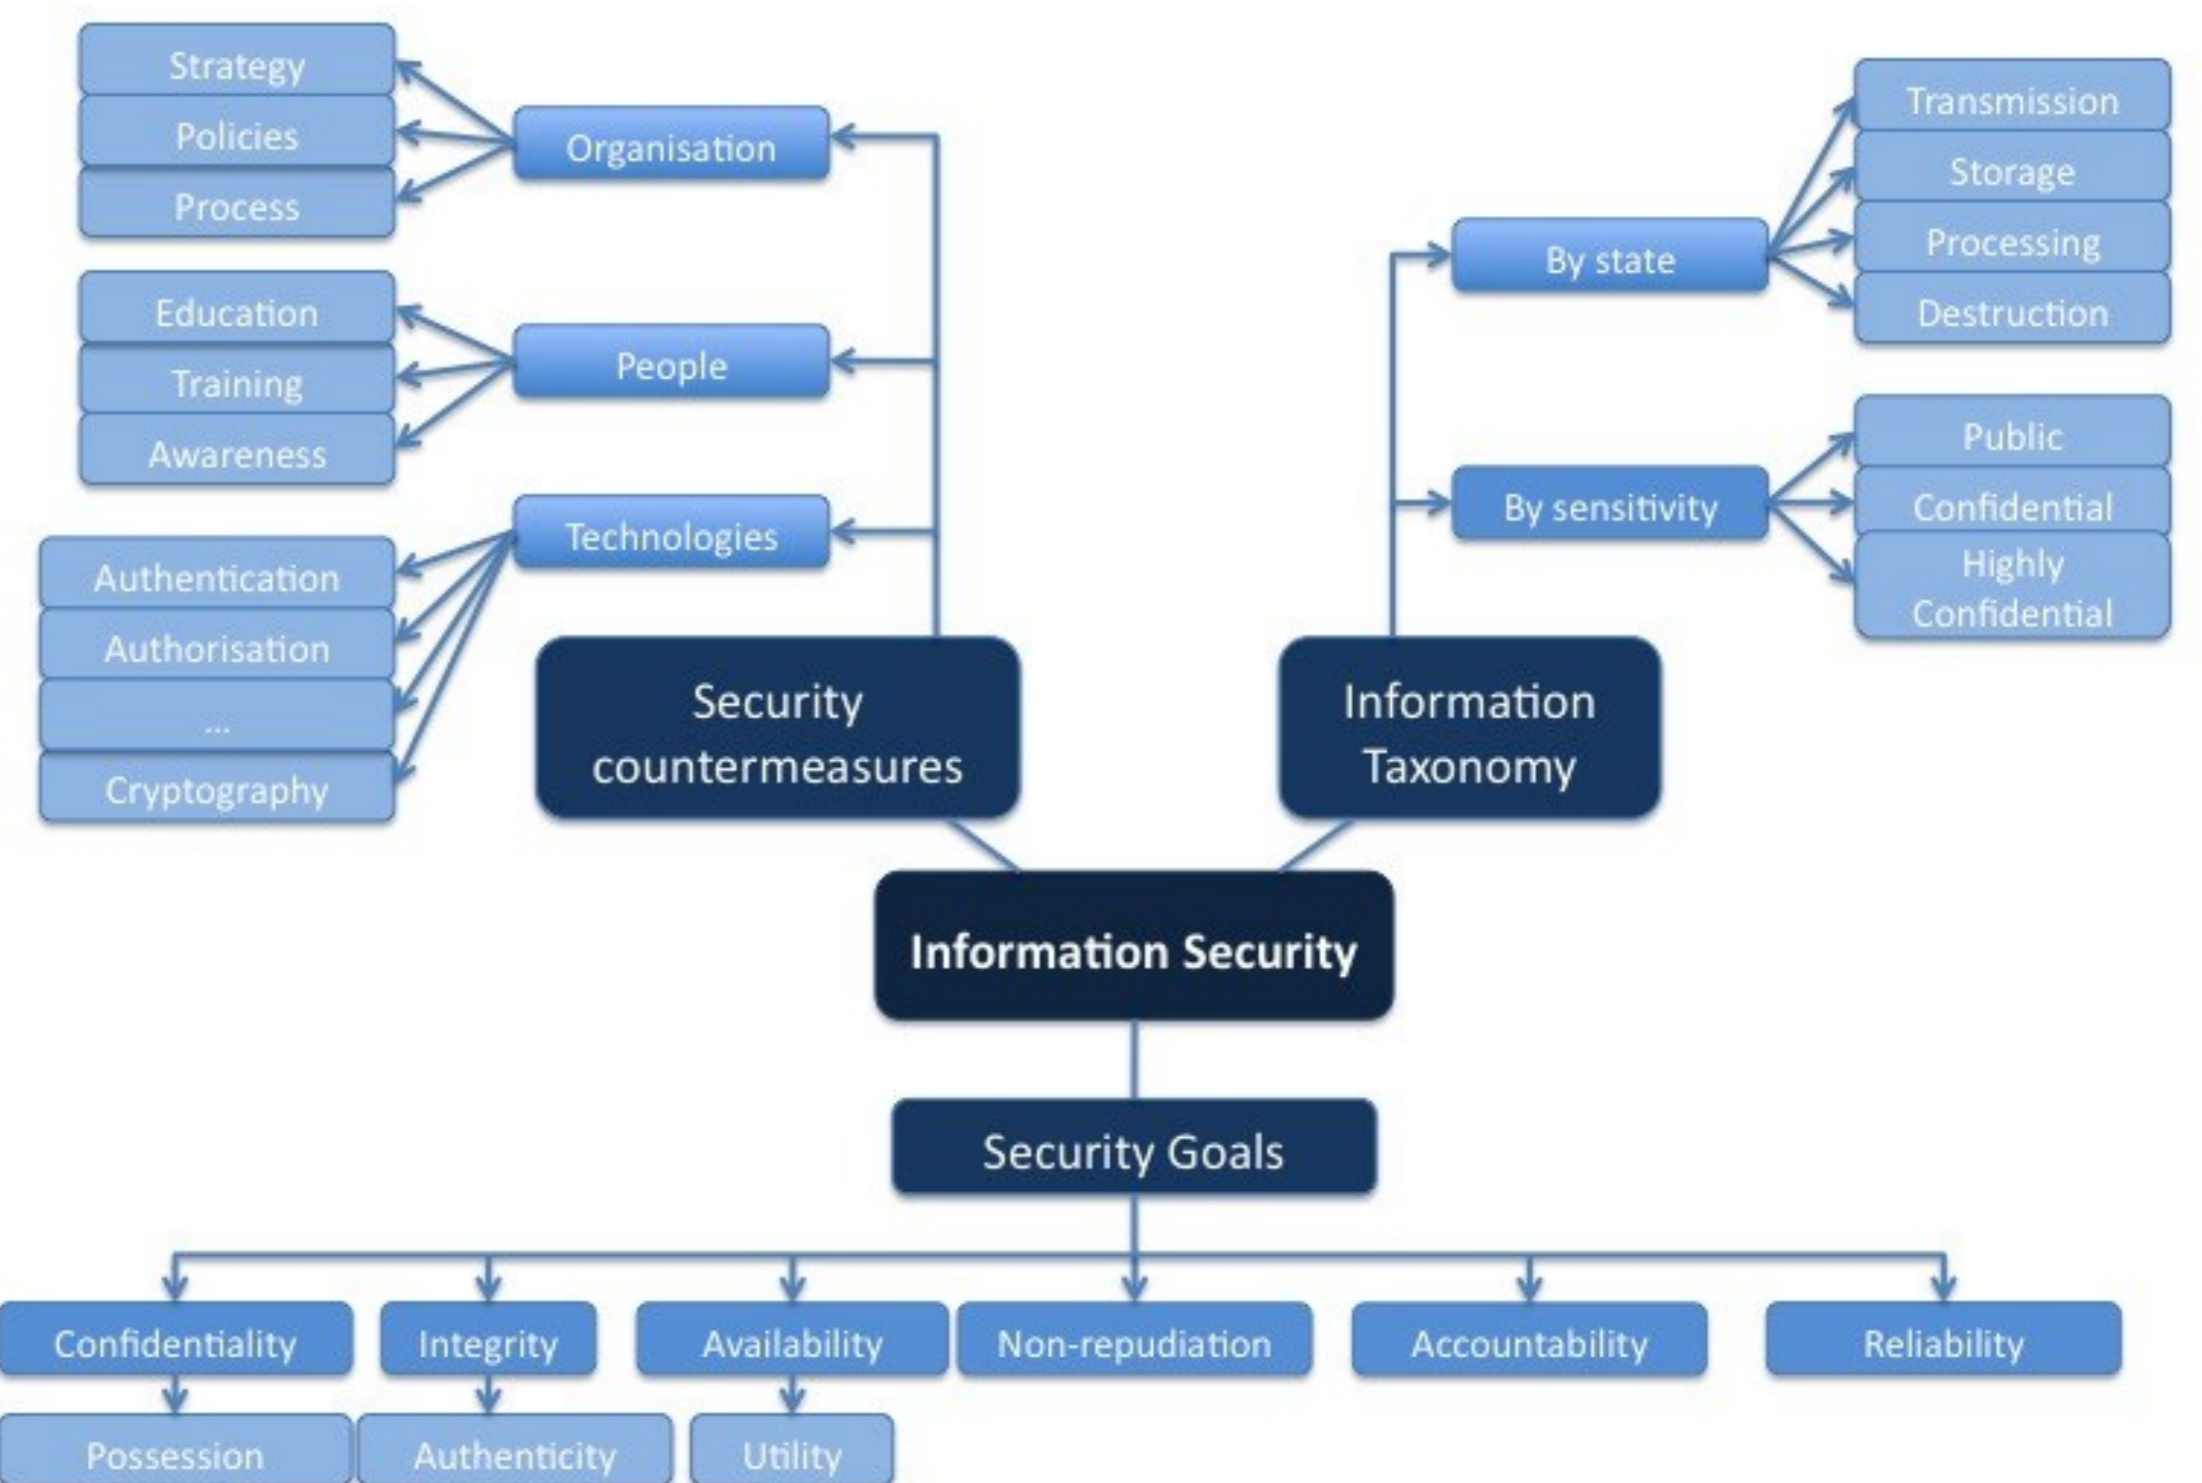 Strategy
Policies
Process
Organisation
Education
Training
Awareness
People
Authentication
Authorisation
...
Cryptography
Technologies
Security
countermeasures
Transmission
Storage
Processing
Destruction
By state
Public
Confidential
Highly
Confidential
By sensitivity
Information
Taxonomy
Information Security
Security Goals
Confidentiality
Integrity
Availability
Non-repudiation
Accountability
Reliability
Possession
Authenticity
Utility